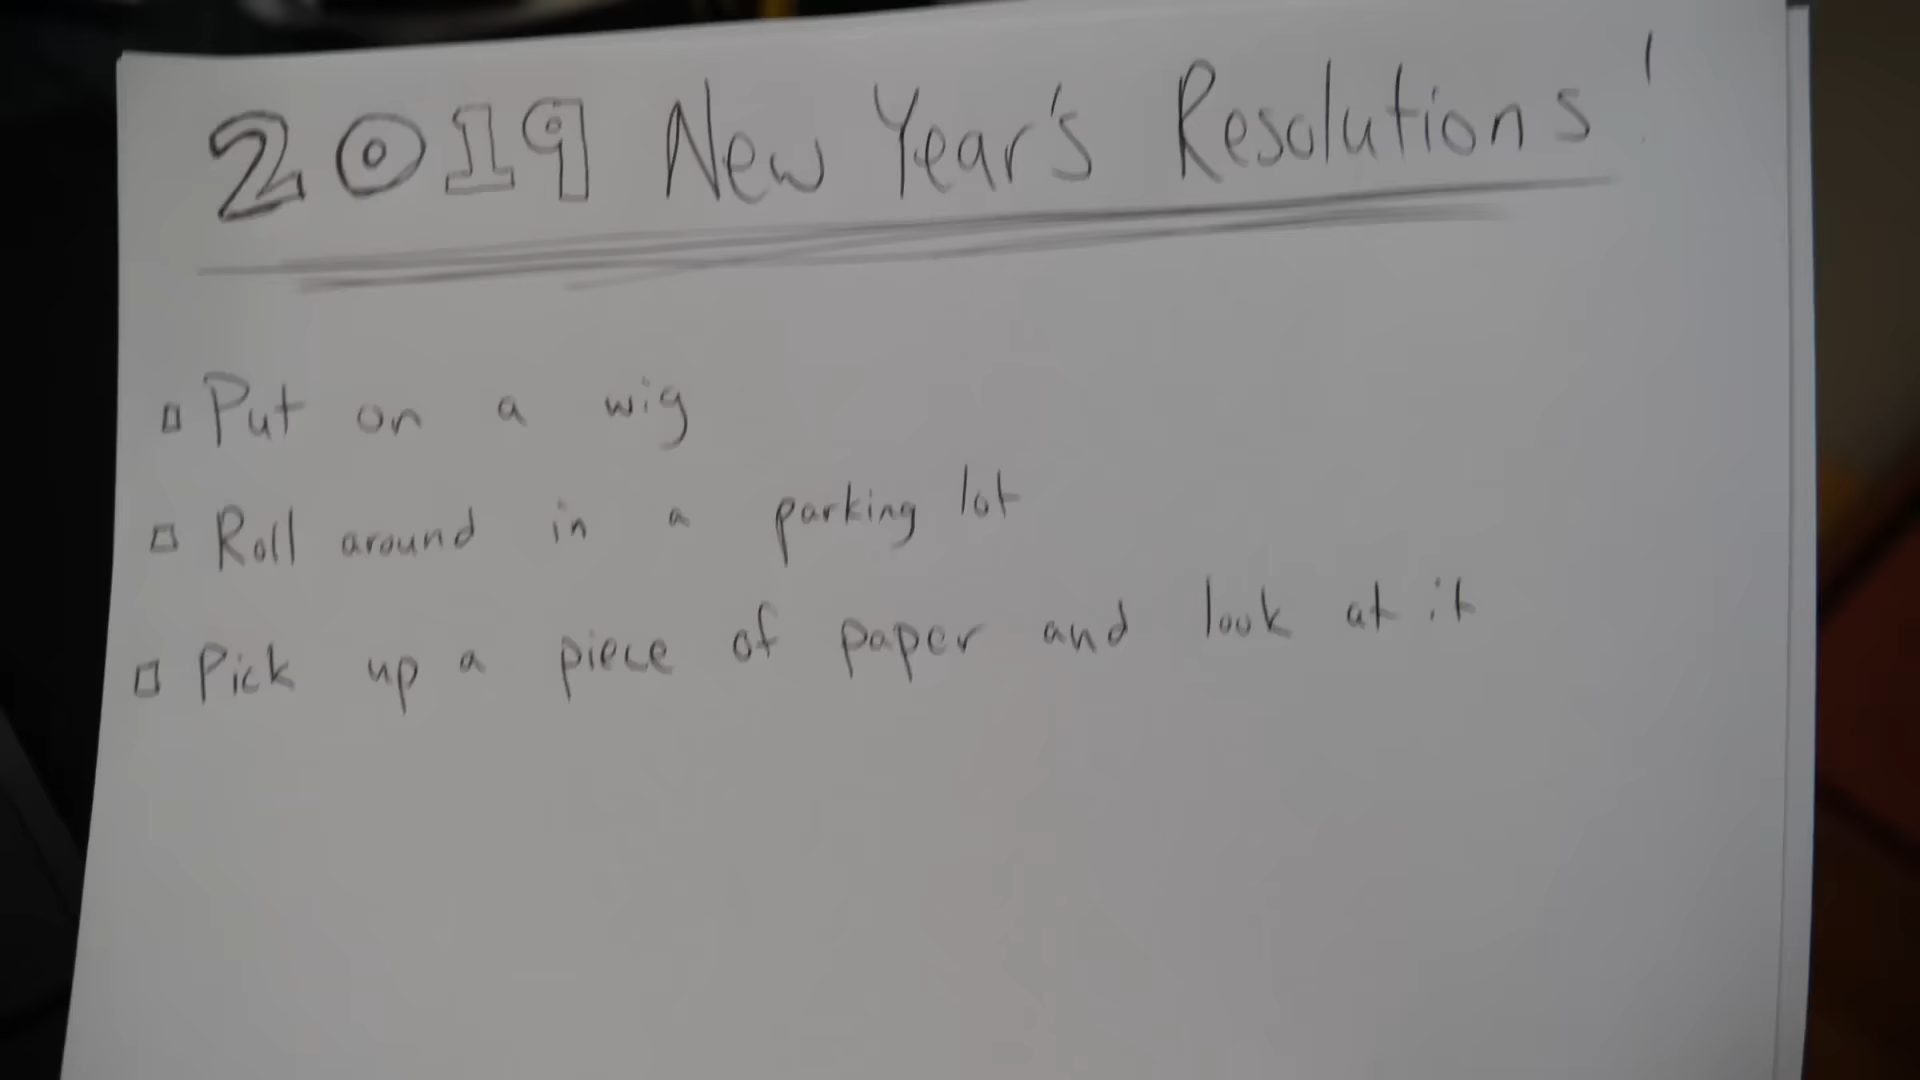 2019 New Year's Resolutions!
Put on a wig
Roll around in a parking lot
Pick up a piece of paper and look at it